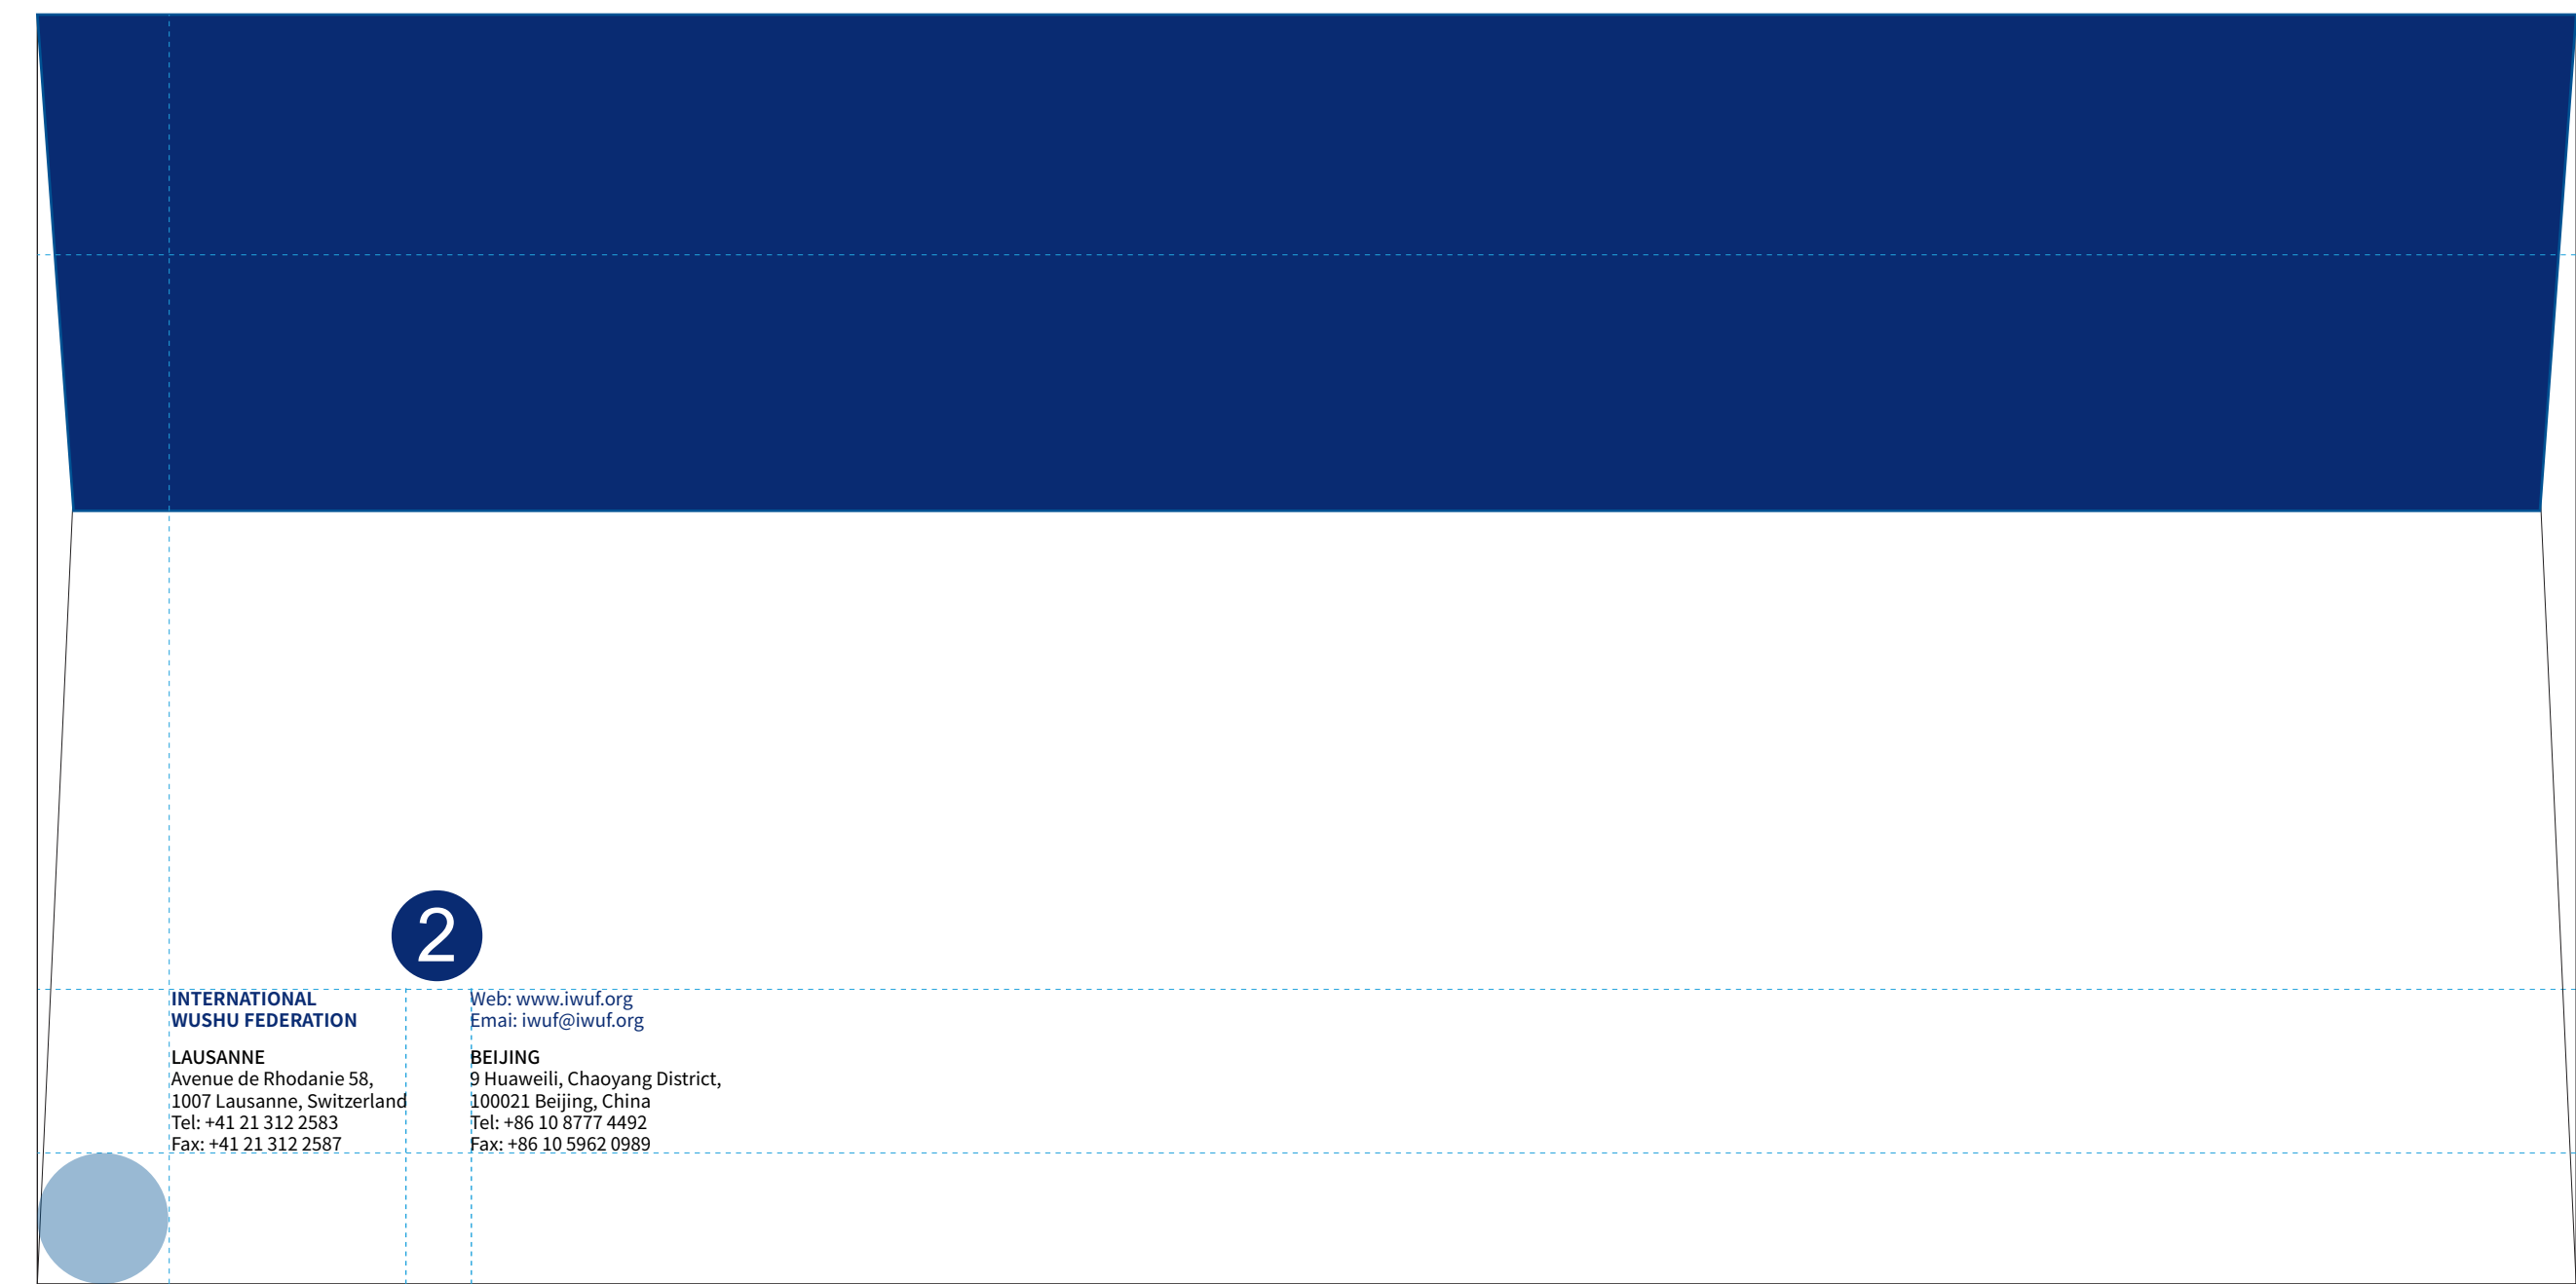 2
INTERNATIONAL
WUSHU FEDERATION
LAUSANNE
Avenue de Rhodanie 58,
1007 Lausanne, Switzerland
Tel: +41 21 312 2583
Fax: +41 21 312 2587
Web: www.iwuf.org
Emai: iwuf@iwuf.org
BEIJING
9 Huaweili, Chaoyang District,
100021 Beijing, China
Tel: +86 10 8777 4492
Fax: +86 10 5962 0989